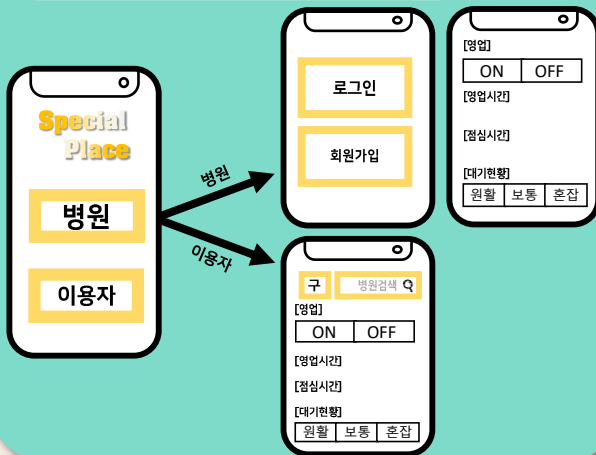 Special
Place
병원
이용자
병원
이용자
로그인
회원가입
[영업]
ON OFF
[영업시간]
[점심시간]
[대기현황]
원활 보통 혼잡
구 병원검색
[영업]
ON OFF
[영업시간]
[점심시간]
[대기현황]
원활 보통 혼잡